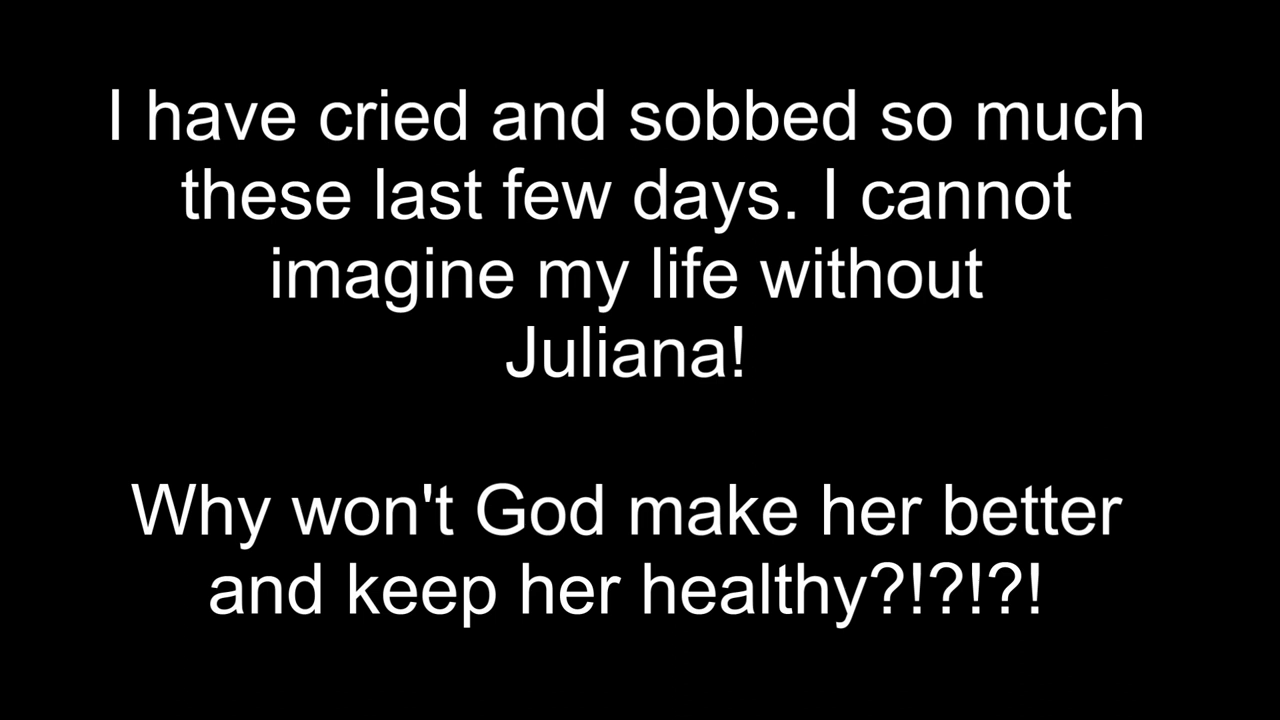 I have cried and sobbed so much
these last few days. I cannot
imagine my life without
Juliana!
Why won't God make her better
and keep her healthy?!?!?!